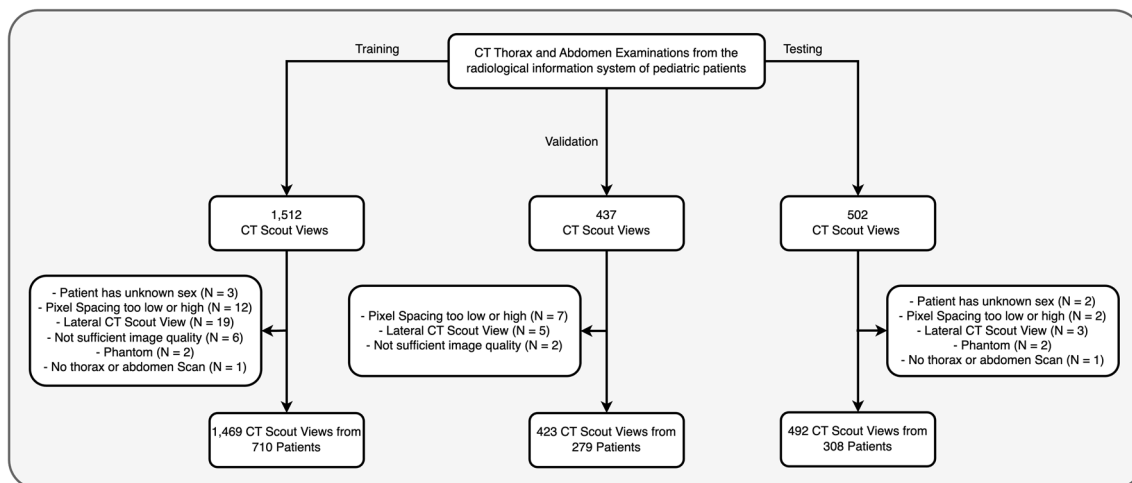 Training
CT Thorax and Abdomen Examinations from the
radiological information system of pediatric patients
Testing
Validation
1,512
CT Scout Views
437
CT Scout Views
502
CT Scout Views
- Patient has unknown sex (N = 3)
- Pixel Spacing too low or high (N = 12)
- Lateral CT Scout View (N = 19)
- Not sufficient image quality (N = 6)
- Phantom (N = 2)
- No thorax or abdomen Scan (N = 1)
- Pixel Spacing too low or high (N = 7)
- Lateral CT Scout View (N = 5)
- Not sufficient image quality (N = 2)
- Patient has unknown sex (N = 2)
- Pixel Spacing too low or high (N = 2)
- Lateral CT Scout View (N = 3)
- Phantom (N = 2)
- No thorax or abdomen Scan (N = 1)
1,469 CT Scout Views from
710 Patients
423 CT Scout Views from
279 Patients
492 CT Scout Views from
308 Patients